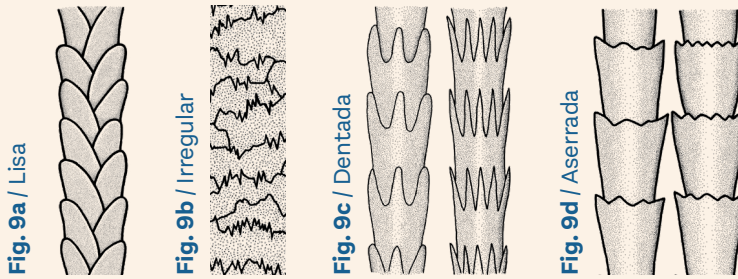 Fig. 9a / Lisa
Fig. 9b / Irregular
Fig. 9c / Dentada
Fig. 9d / Aserrada